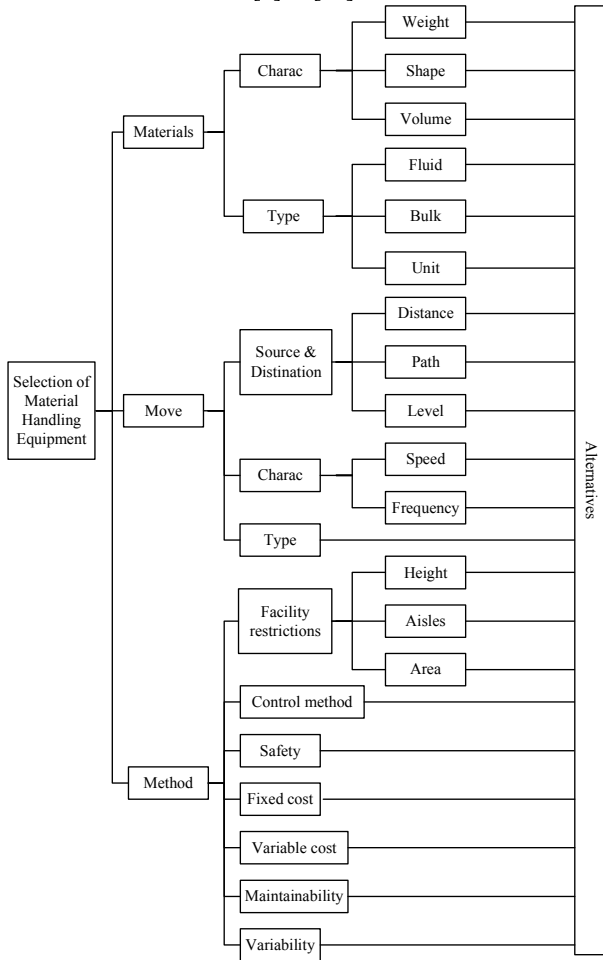 Weight
Charac
Shape
Volume
Materials
Fluid
Type
Bulk
Unit
Distance
Source &
Distination
Path
Level
Selection of
Material
Handling
Equipment
Move
Speed
Charac
Frequency
Type
Alternatives
Height
Facility
restrictions
Aisles
Area
Control method
Safety
Method
Fixed cost
Variable cost
Maintainability
Variability